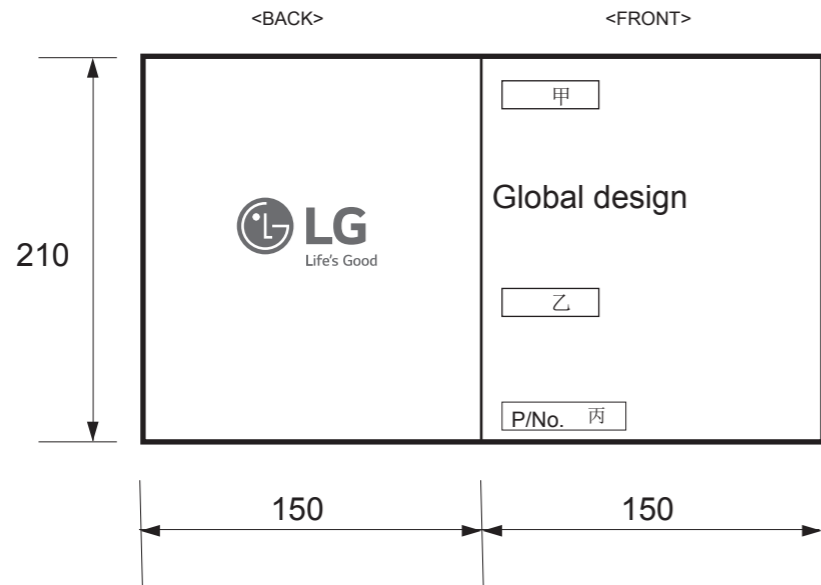 <BACK>
<FRONT>
甲
Global design
LG
Life's Good
210
乙
P/No. 丙
150
150